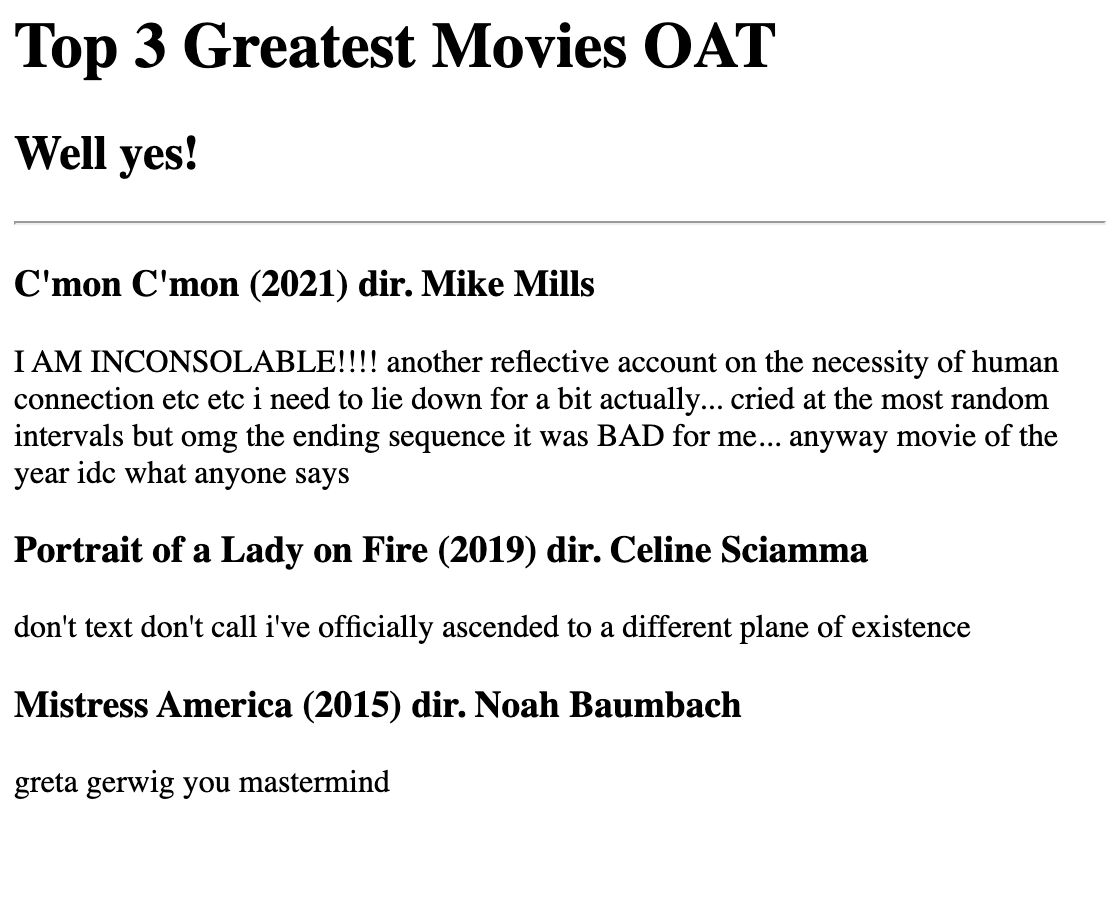 Top 3 Greatest Movies OAT
Well yes!
C'mon C'mon (2021) dir. Mike Mills
I AM INCONSOLABLE!!!! another reflective account on the necessity of human
connection etc etc i need to lie down for a bit actually... cried at the most random
intervals but omg the ending sequence it was BAD for me... anyway movie of the
year idc what anyone says
Portrait of a Lady on Fire (2019) dir. Celine Sciamma
don't text don't call i've officially ascended to a different plane of existence
Mistress America (2015) dir. Noah Baumbach
greta gerwig you mastermind